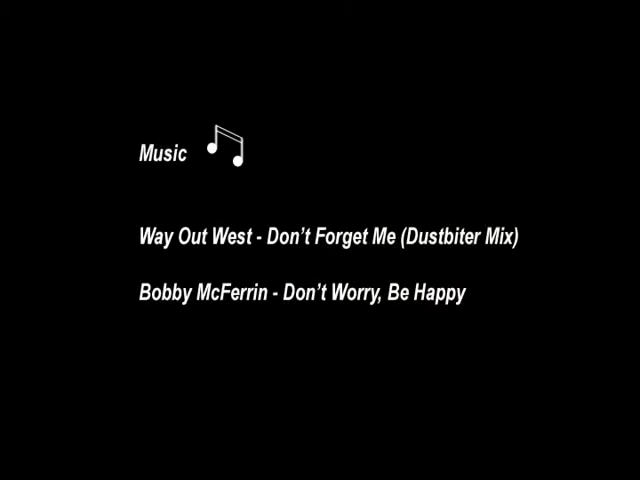 Music
Way Out West - Don't Forget Me (Dustbiter Mix)
Bobby McFerrin - Don't Worry, Be Happy